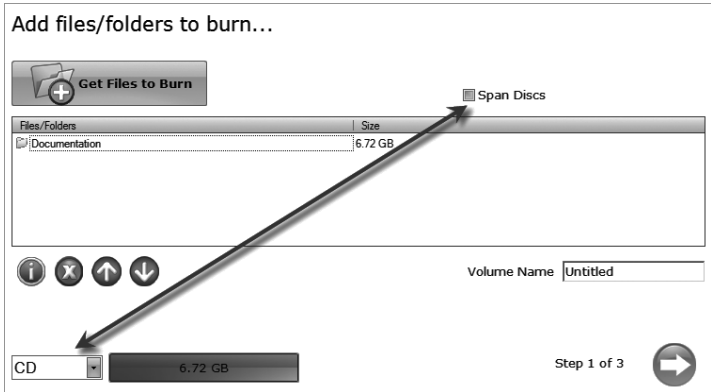 Add files/folders to burn...
Get Files to Burn
Span Discs
Files/Folders Size
Documentation 6.72 GB
Volume Name Untitled
CD 6.72 GB
Step 1 of 3